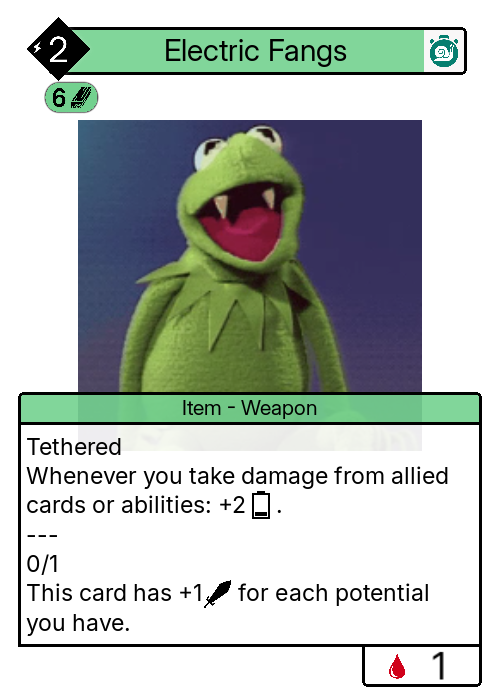 2
Electric Fangs
6
Item - Weapon
Tethered
Whenever you take damage from allied
cards or abilities: +2 .
---
0/1
This card has +1 for each potential
you have.
1